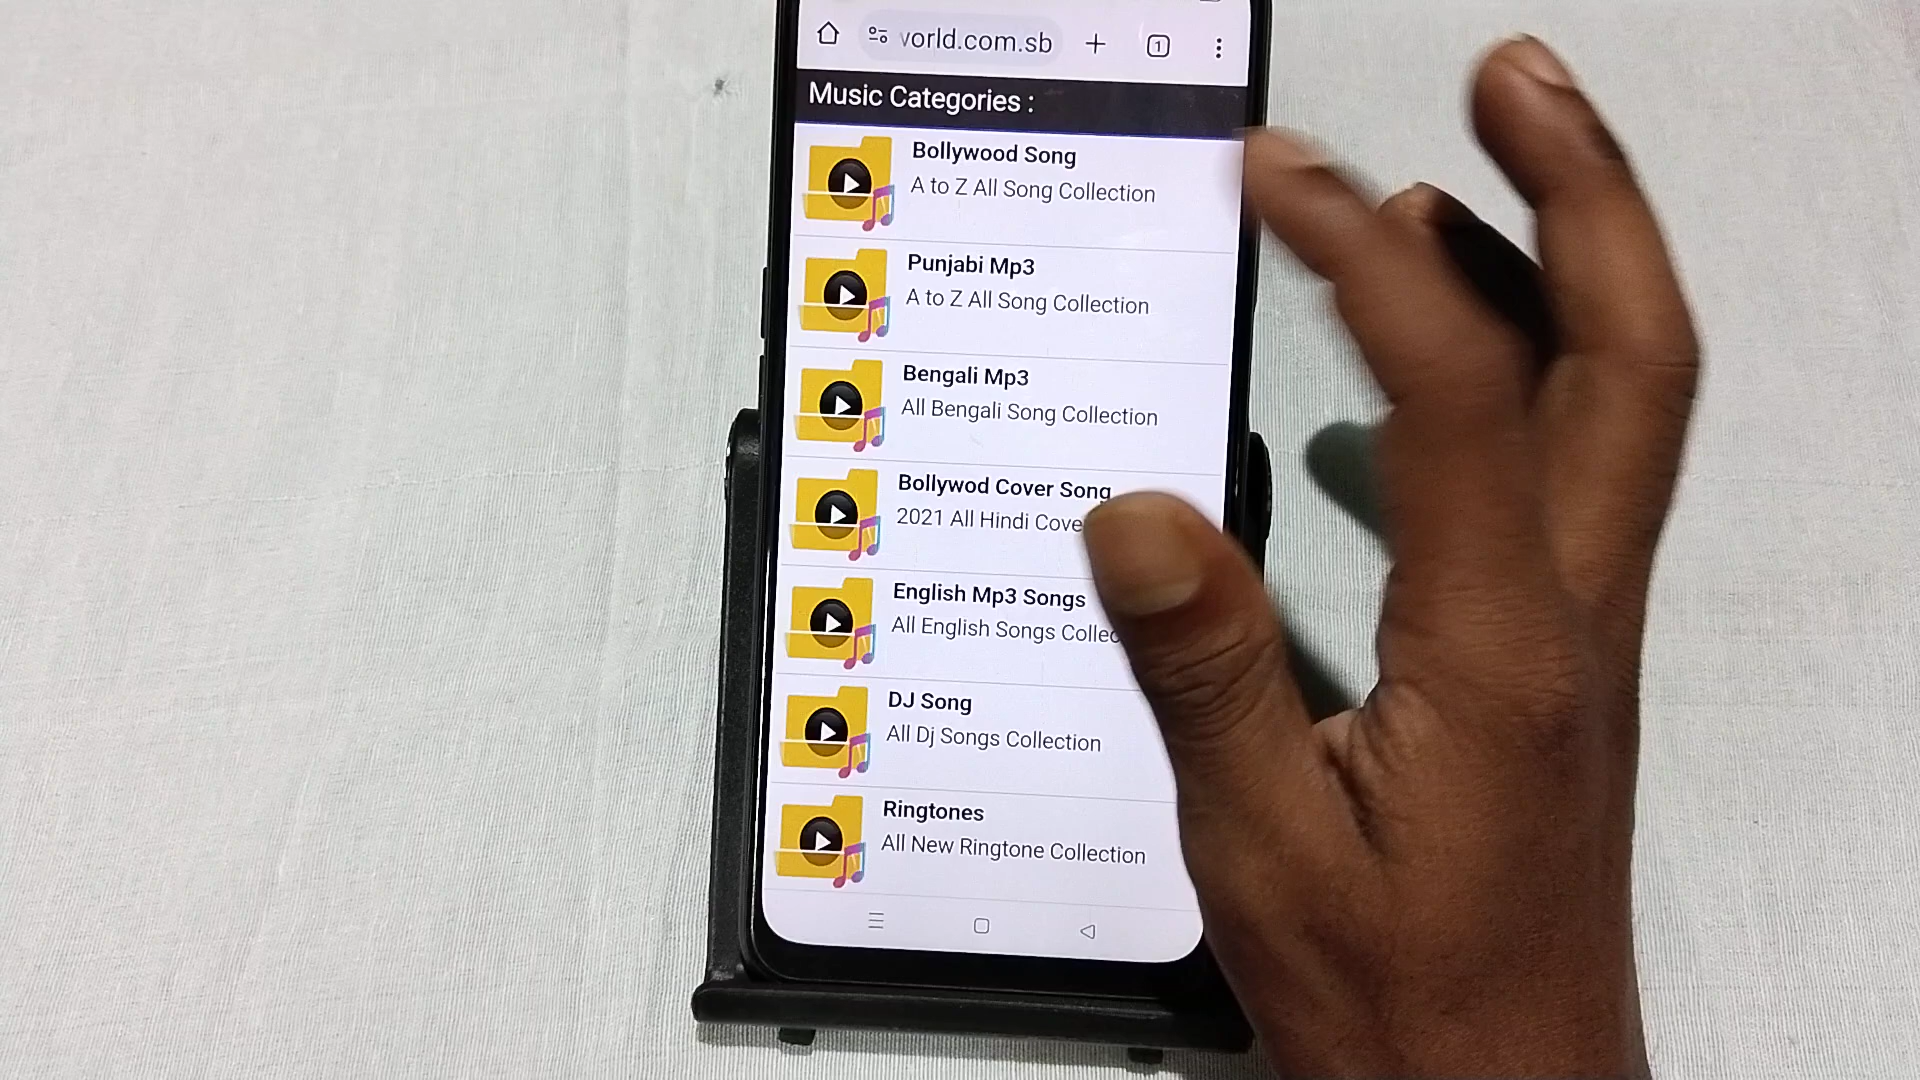 vorld.com.sb
1
Music Categories :
Bollywood Song
A to Z All Song Collection
Punjabi Mp3
A to Z All Song Collection
Bengali Mp3
All Bengali Song Collection
Bollywod Cover Song
2021 All Hindi Cove
English Mp3 Songs
All English Songs Collec
DJ Song
All Dj Songs Collection
Ringtones
All New Ringtone Collection